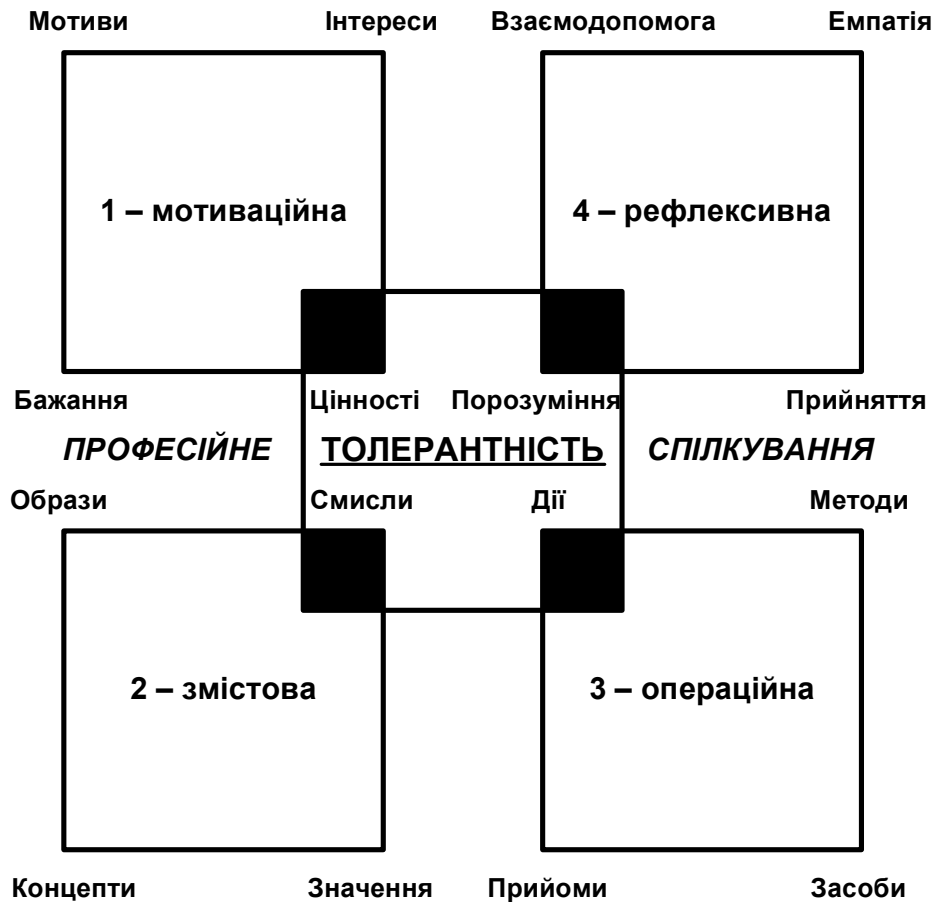 Мотиви Інтереси Взаємодопомога Емпатія
1 – мотиваційна 4 – рефлексивна
Бажання Цінності Порозуміння Прийняття
ПРОФЕСІЙНЕ ТОЛЕРАНТНІСТЬ СПІЛКУВАННЯ
Образи Смисли Дії Методи
2 – змістова 3 – операційна
Концепти Значення Прийоми Засоби